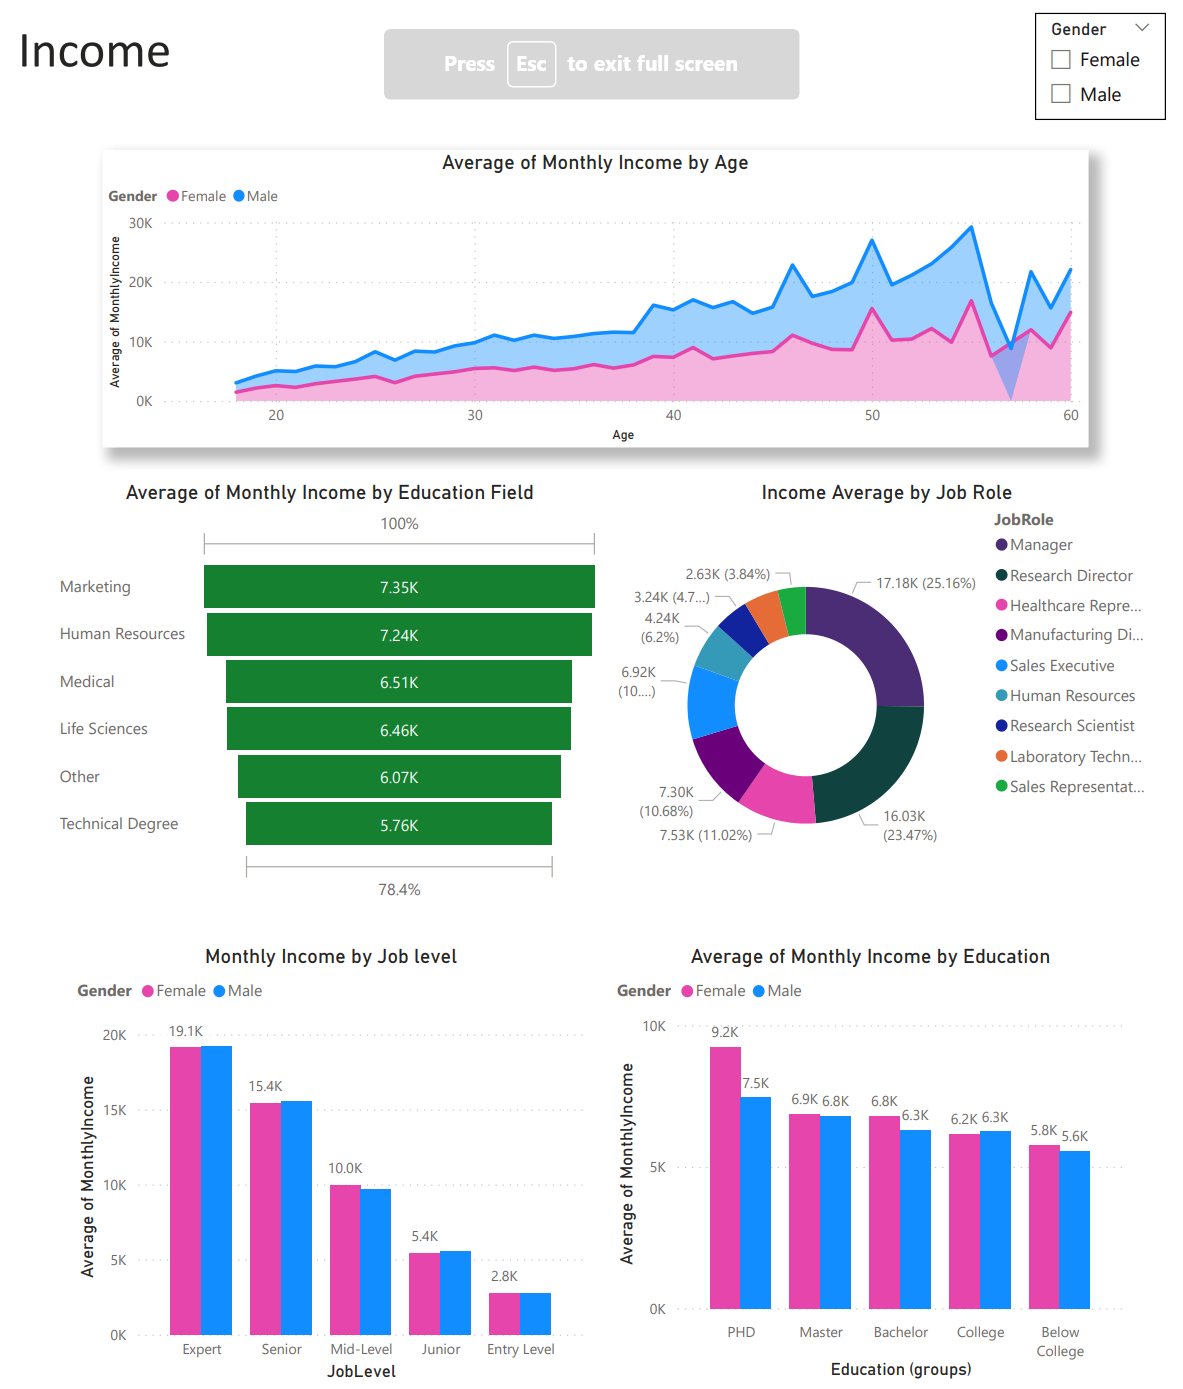 Income
Press Esc to exit full screen
Gender
Female
Male
Average of Monthly Income by Age
Gender Female Male
Average of MonthlyIncome
30K
20K
10K
0K
20 30 40 50 60
Age
Average of Monthly Income by Education Field
100%
Marketing 7.35K
Human Resources 7.24K
Medical 6.51K
Life Sciences 6.46K
Other 6.07K
Technical Degree 5.76K
78.4%
Income Average by Job Role
JobRole
Manager
Research Director
Healthcare Repre...
Manufacturing Di...
Sales Executive
Human Resources
Research Scientist
Laboratory Techn...
Sales Representat...
2.63K (3.84%)
17.18K (25.16%)
3.24K (4.7...)
4.24K
(6.2%)
6.92K
(10....)
7.30K
(10.68%)
7.53K (11.02%)
16.03K
(23.47%)
Monthly Income by Job level
Gender Female Male
Average of MonthlyIncome
20K
15K
10K
5K
0K
19.1K
15.4K
10.0K
5.4K
2.8K
Expert Senior Mid-Level Junior Entry Level
JobLevel
Average of Monthly Income by Education
Gender Female Male
Average of MonthlyIncome
10K
5K
0K
9.2K
7.5K
6.9K 6.8K
6.8K
6.3K
6.2K 6.3K
5.8K
5.6K
PHD Master Bachelor College Below
College
Education (groups)